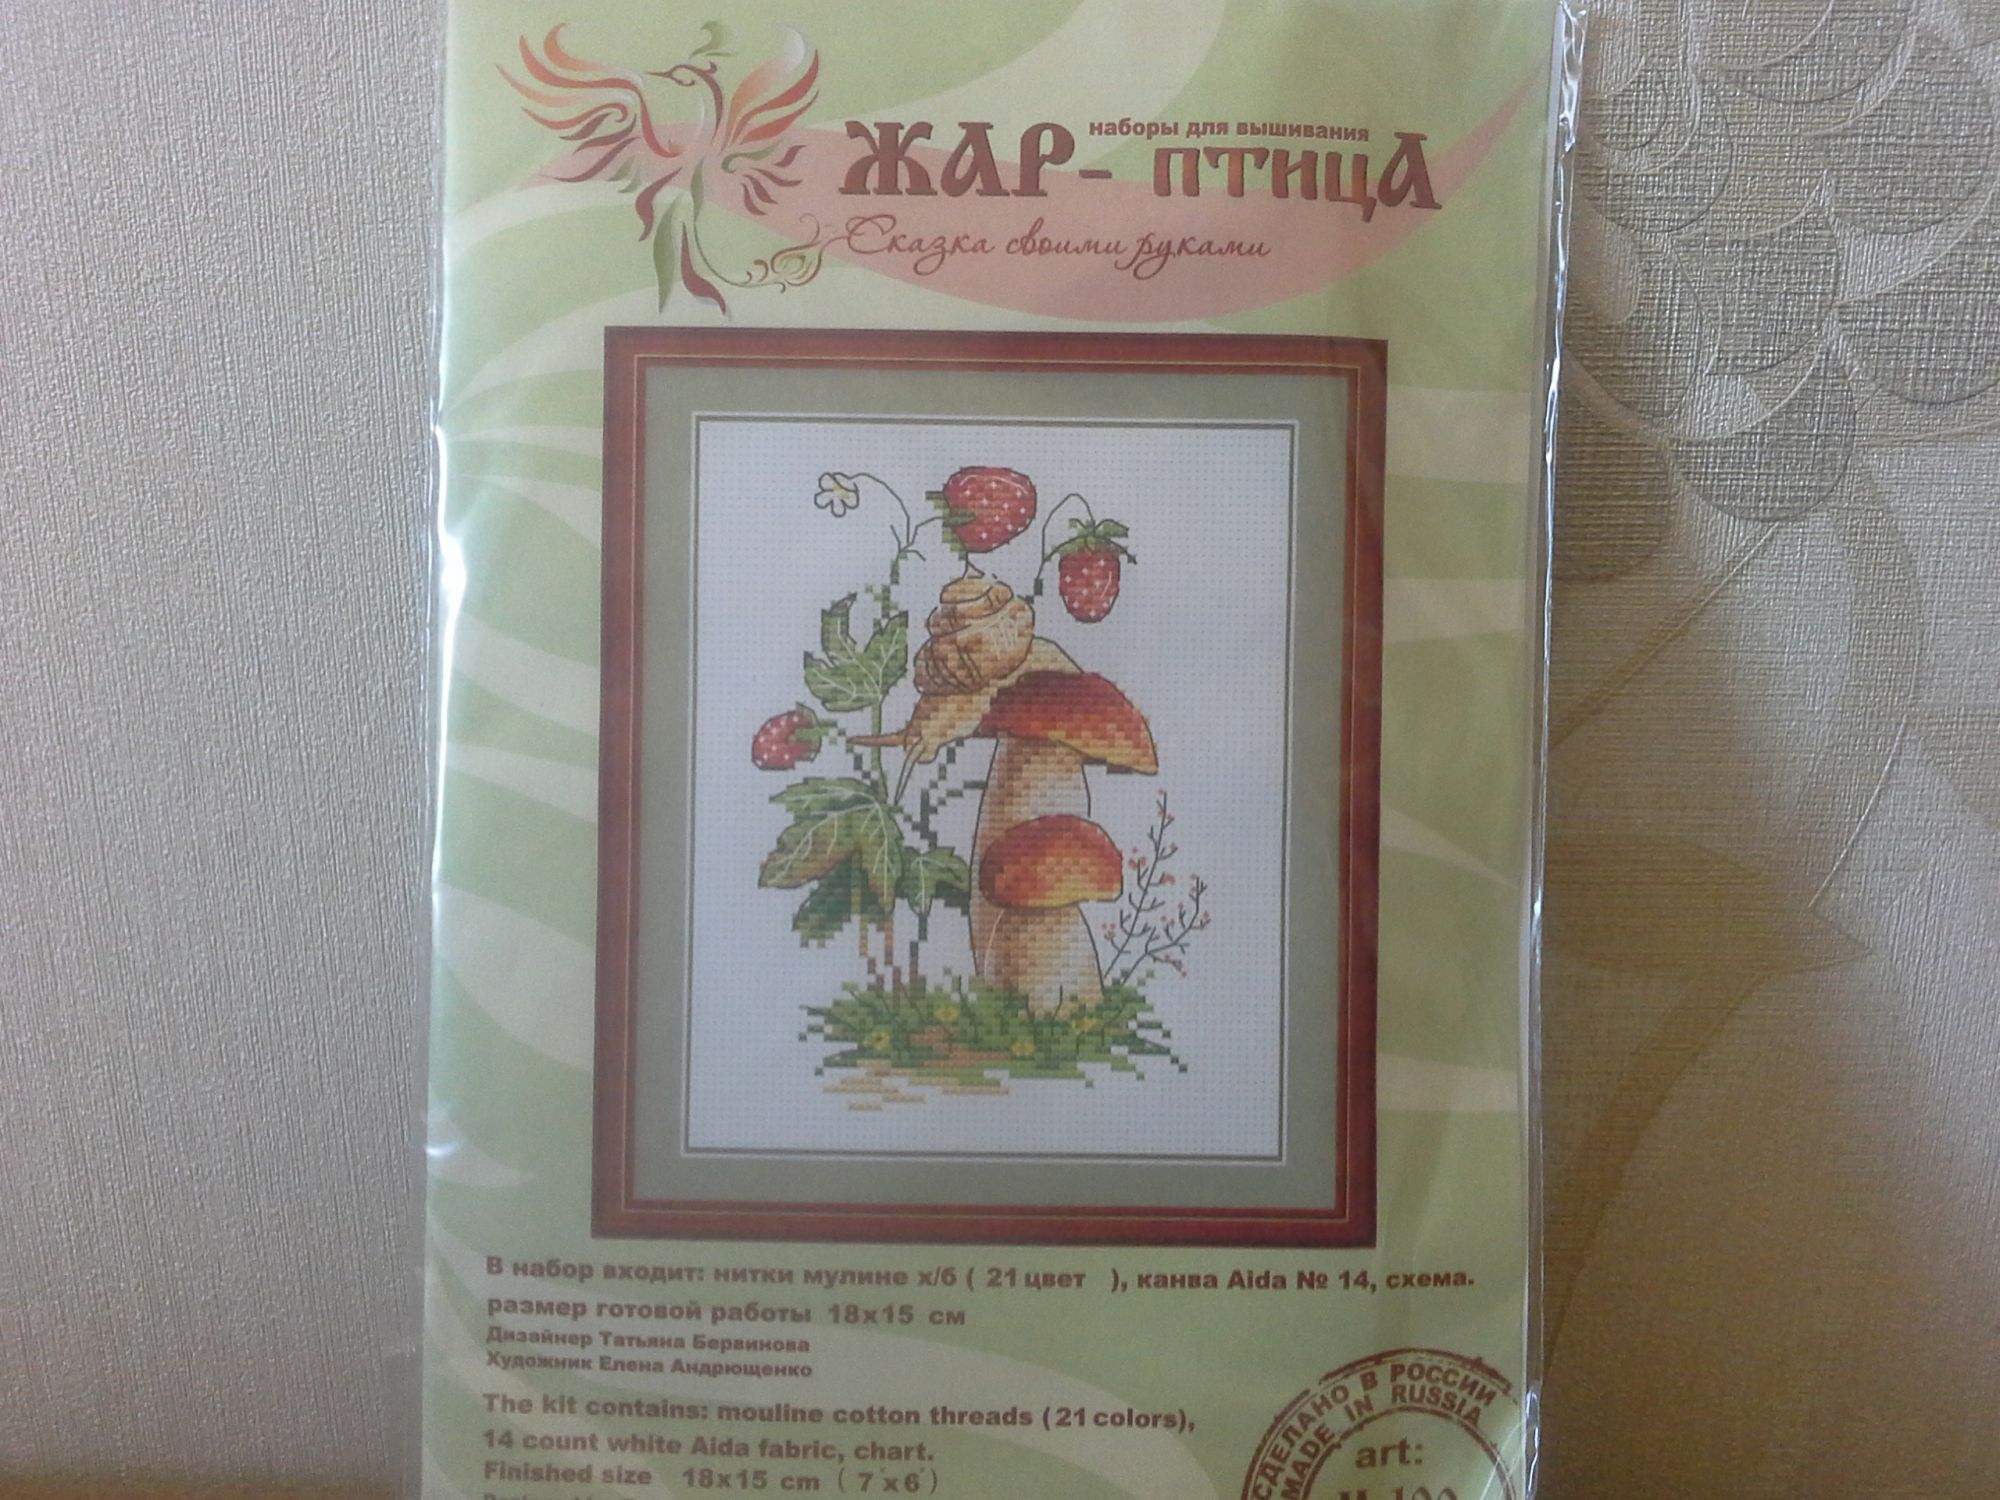 наборы для вышивания
ЖАР-ПТИЦА
Сказка своими руками
В набор входит: нитки мулине х/б ( 21 цвет ), канва Aida № 14, схема.
размер готовой работы 18х15 см
Дизайнер Татьяна Бервинова
Художник Елена Андрющенко
The kit contains: mouline cotton threads (21 colors),
14 count white Aida fabric, chart.
Finished size 18x15 cm ( 7″x6″)
СДЕЛАНО В РОССИИ
MADE IN RUSSIA
art: